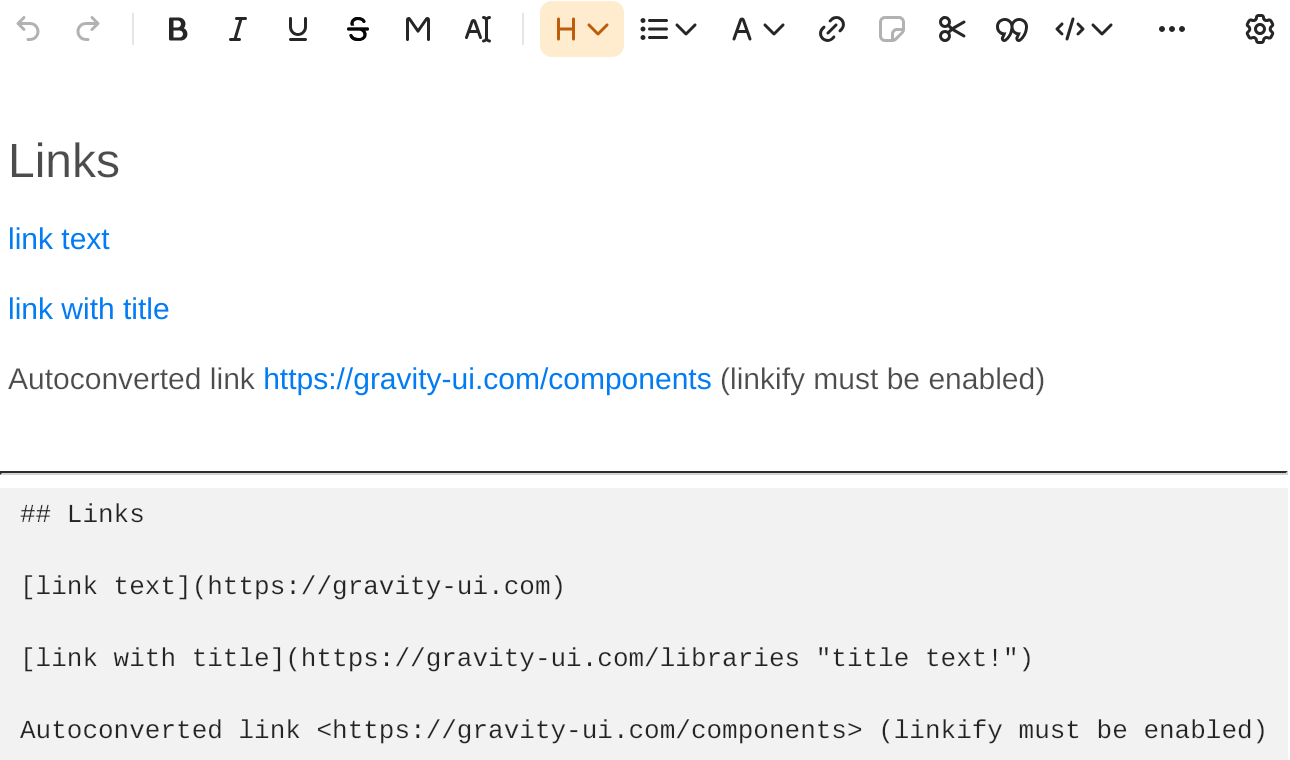 Links
link text
link with title
Autoconverted link https://gravity-ui.com/components (linkify must be enabled)
## Links
[link text](https://gravity-ui.com)
[link with title](https://gravity-ui.com/libraries "title text!")
Autoconverted link <https://gravity-ui.com/components> (linkify must be enabled)